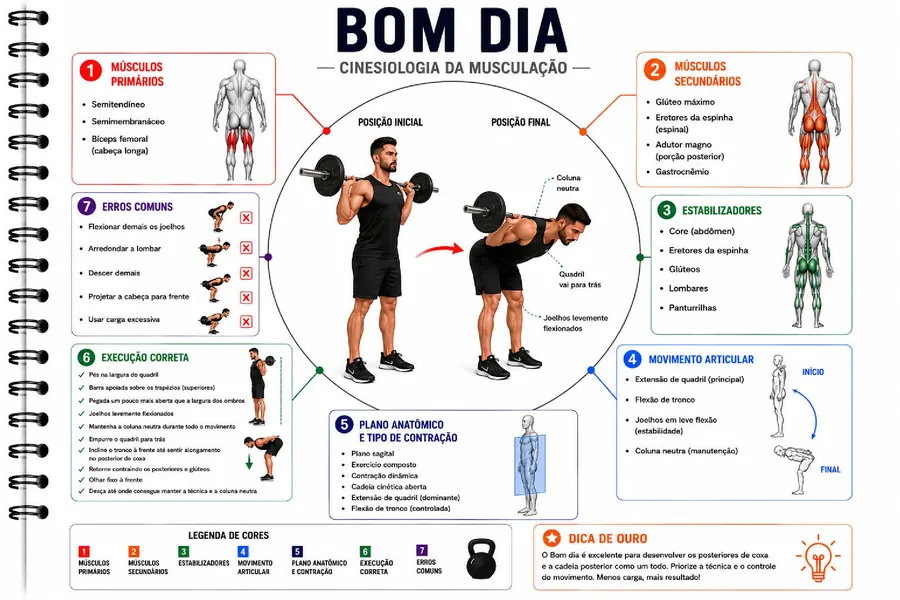 BOM DIA
CINESIOLOGIA DA MUSCULAÇÃO
1 MÚSCULOS
PRIMÁRIOS
Semitendíneo
Semimembranáceo
Bíceps femoral
(cabeça longa)
2 MÚSCULOS
SECUNDÁRIOS
Glúteo máximo
Eretores da espinha
(espinal)
Adutor magno
(porção posterior)
Gastrocnêmio
POSIÇÃO INICIAL
POSIÇÃO FINAL
Coluna
neutra
Quadril
vai para trás
Joelhos levemente
flexionados
7 ERROS COMUNS
Flexionar demais os joelhos
Arredondar a lombar
Descer demais
Projetar a cabeça para frente
Usar carga excessiva
3 ESTABILIZADORES
Core (abdômen)
Eretores da espinha
Glúteos
Lombares
Panturrilhas
6 EXECUÇÃO CORRETA
Pés na largura do quadril
Barra apoiada sobre os trapézios (superiores)
Pegada um pouco mais aberta que a largura dos ombros
Joelhos levemente flexionados
Mantenha a coluna neutra durante todo o movimento
Empurre o quadril para trás
Incline o tronco à frente até sentir alongamento
no posterior de coxa
Retorne contraindo os posteriores e glúteos
Olhar fixo à frente
Desça até onde consegue manter a técnica e a coluna neutra
4 MOVIMENTO ARTICULAR
Extensão de quadril (principal)
Flexão de tronco
Joelhos em leve flexão
(estabilidade)
Coluna neutra (manutenção)
INÍCIO
FINAL
5 PLANO ANATÔMICO
E TIPO DE CONTRAÇÃO
Plano sagital
Exercício composto
Contração dinâmica
Cadeia cinética aberta
Extensão de quadril (dominante)
Flexão de tronco (controlada)
LEGENDA DE CORES
1 MÚSCULOS
PRIMÁRIOS
2 MÚSCULOS
SECUNDÁRIOS
3 ESTABILIZADORES
4 MOVIMENTO
ARTICULAR
5 PLANO ANATÔMICO
E CONTRAÇÃO
6 EXECUÇÃO
CORRETA
7 ERROS
COMUNS
DICA DE OURO
O Bom dia é excelente para desenvolver os posteriores de coxa
e a cadeia posterior como um todo. Priorize a técnica e o controle
do movimento. Menos carga, mais resultado!